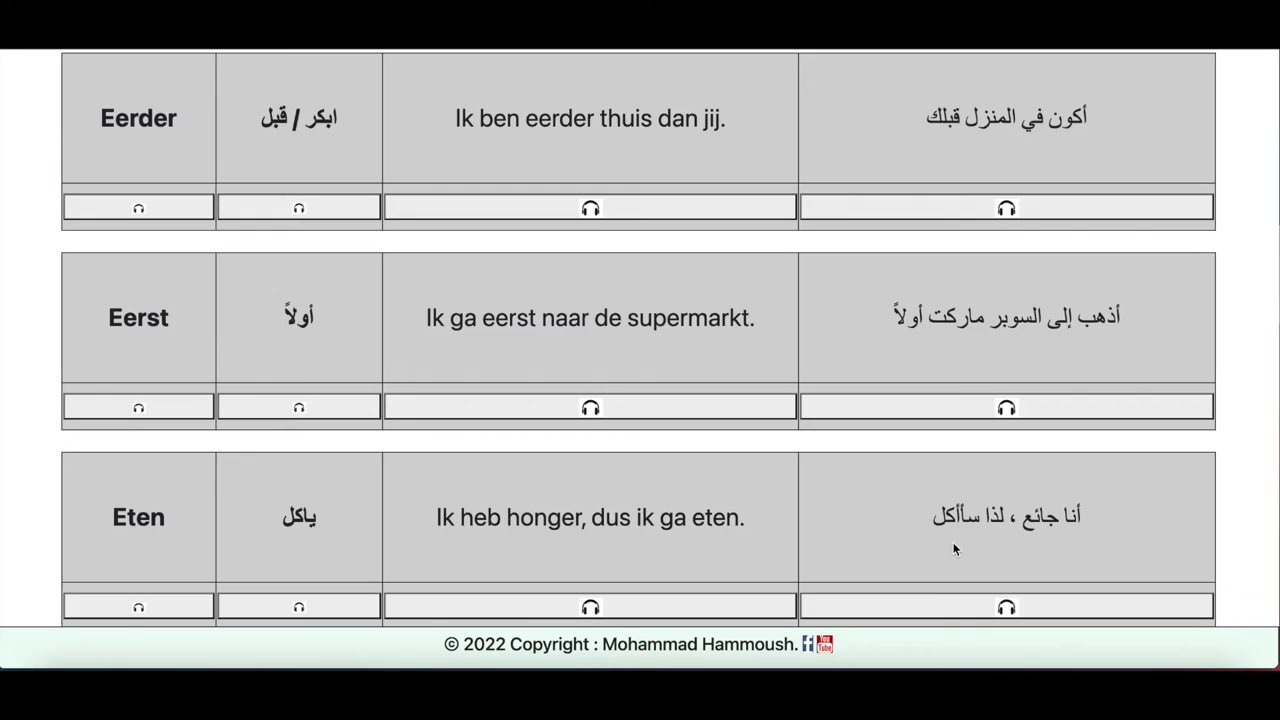 Eerder
ابكر / قبل
Ik ben eerder thuis dan jij.
أكون في المنزل قبلك
Eerst
أولاً
Ik ga eerst naar de supermarkt.
أذهب إلى السوبر ماركت أولاً
Eten
ياكل
Ik heb honger, dus ik ga eten.
أنا جائع ، لذا سأأكل
© 2022 Copyright : Mohammad Hammoush. f You Tube